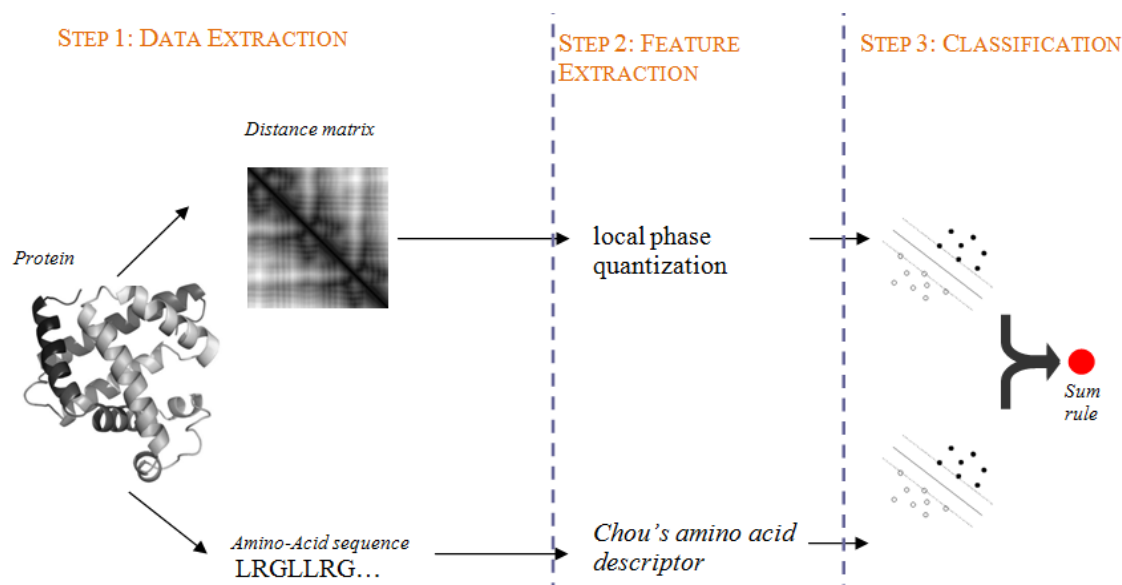 STEP 1: DATA EXTRACTION
STEP 2: FEATURE
EXTRACTION
STEP 3: CLASSIFICATION
Distance matrix
Protein
local phase
quantization
Sum
rule
Amino-Acid sequence
LRGLLRG...
Chou's amino acid
descriptor